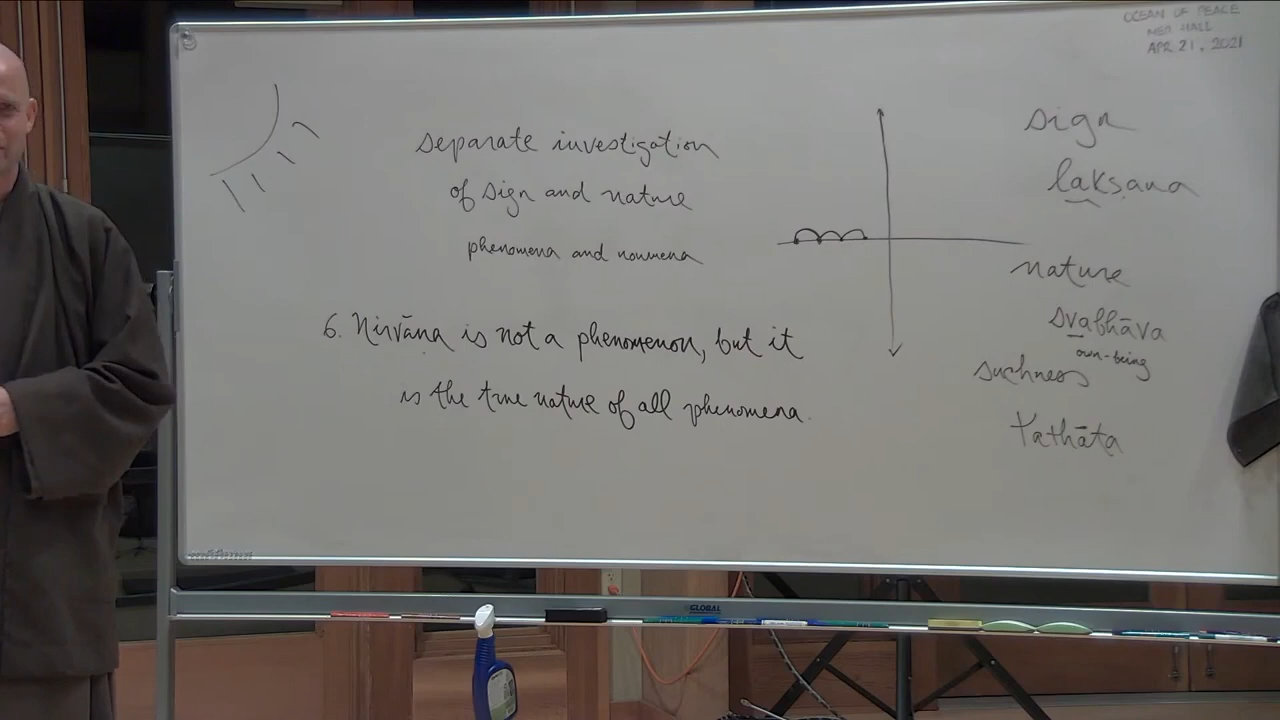 OCEAN OF PEACE
MED HALL
APR 21, 2021
separate investigation
of sign and nature
phenomena and noumena
6. Nirvāṇa is not a phenomenon, but it
is the true nature of all phenomena.
sign
lakṣana
nature
svabhāva
own-being
suchness
Tathāta
GLOBAL